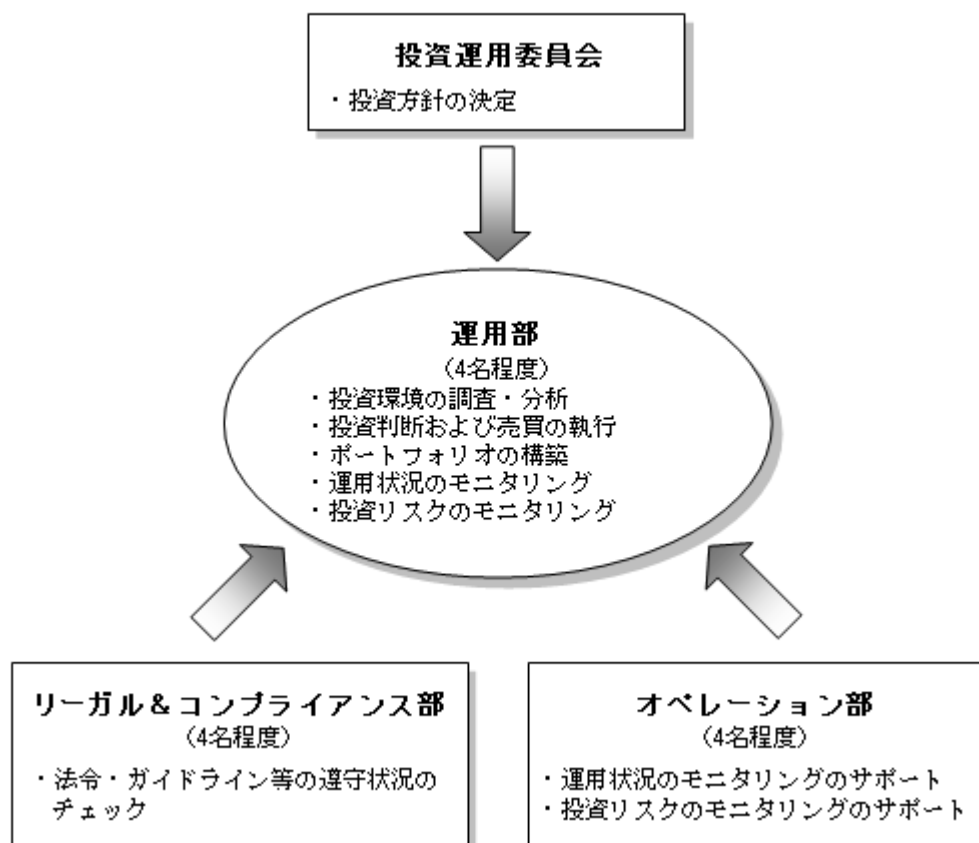 投資運用委員会
・投資方針の決定
運用部
(4名程度)
・投資環境の調査・分析
・投資判断および売買の執行
・ポートフォリオの構築
・運用状況のモニタリング
・投資リスクのモニタリング
リーガル＆コンプライアンス部
(4名程度)
・法令・ガイドライン等の遵守状況の
チェック
オペレーション部
(4名程度)
・運用状況のモニタリングのサポート
・投資リスクのモニタリングのサポート